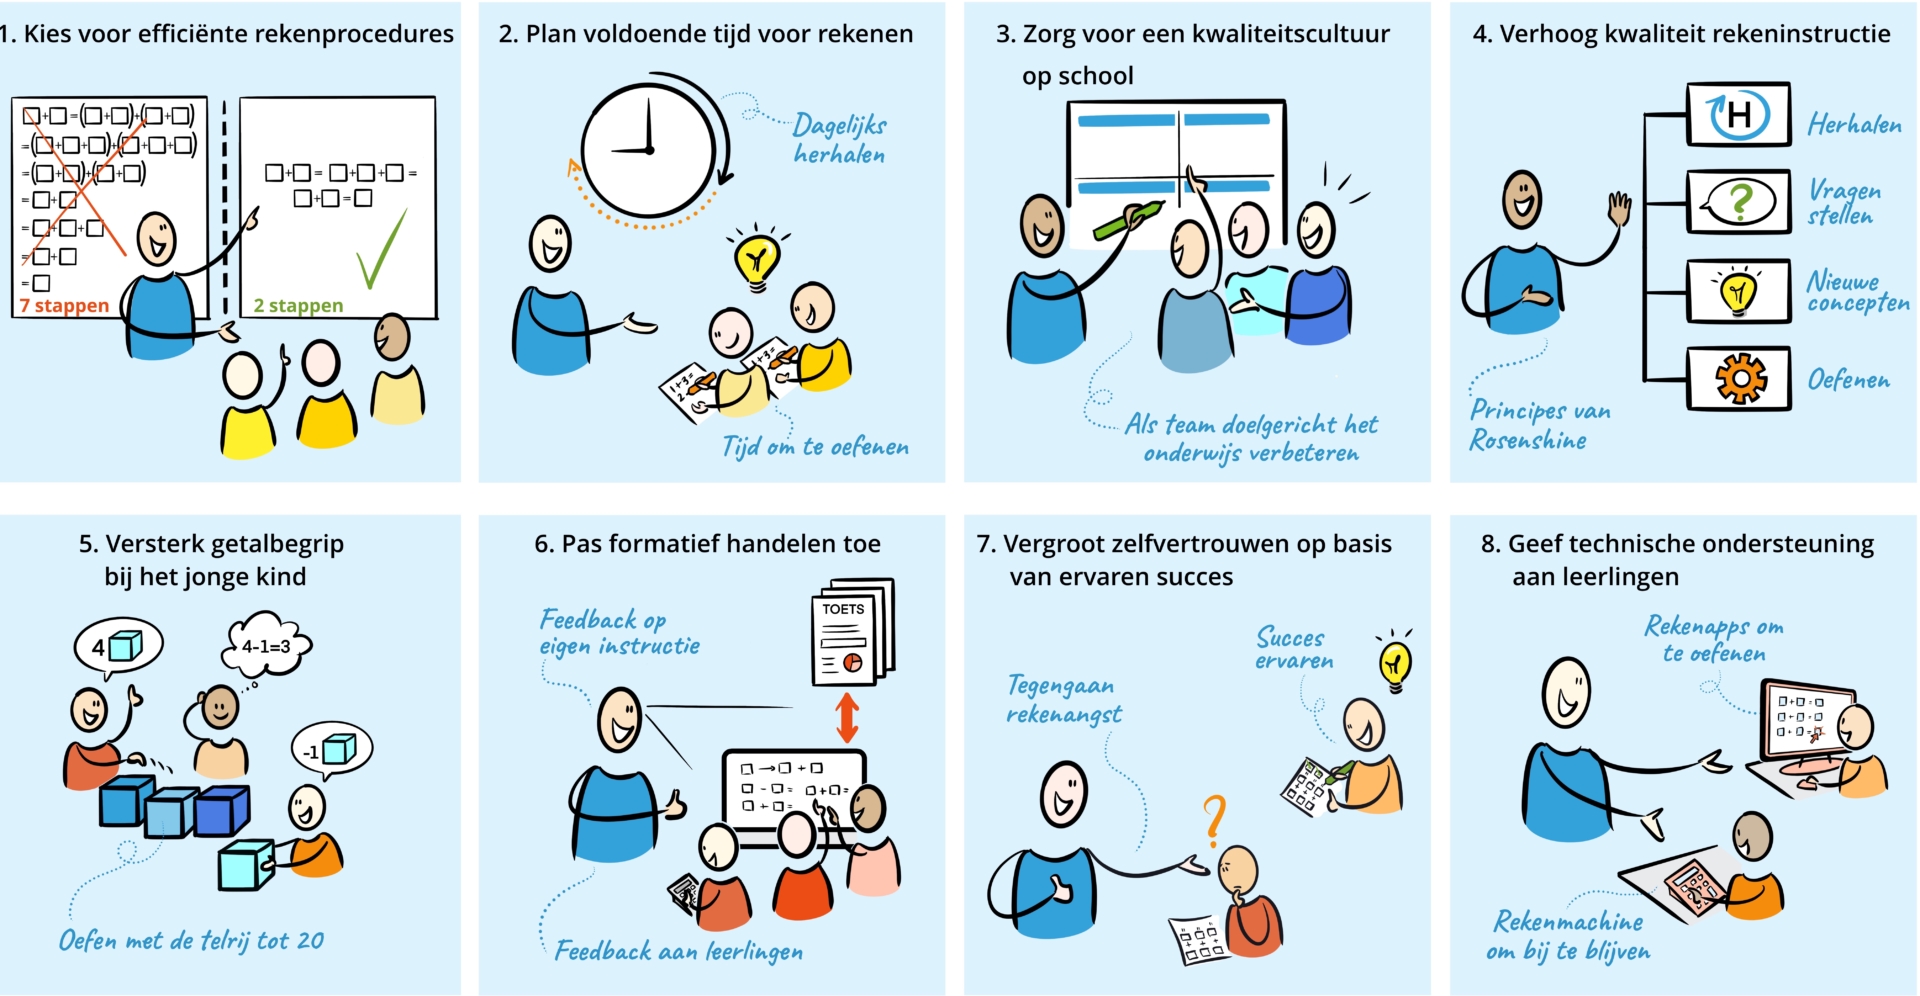 1. Kies voor efficiënte rekenprocedures
□+□=(□+□)+(□+□)
=(□+□+□)+(□+□+□)
=(□+□)+(□+□)
=□+□
=□+□+□
=□+□
=□
7 stappen
□+□=□+□+□=
□+□=□
2 stappen
2. Plan voldoende tijd voor rekenen
Dagelijks
herhalen
1+3=
2
1+3=
Tijd om te oefenen
3. Zorg voor een kwaliteitscultuur
op school
Als team doelgericht het
onderwijs verbeteren
4. Verhoog kwaliteit rekeninstructie
H
Herhalen
?
Vragen
stellen
Nieuwe
concepten
Oefenen
Principes van
Rosenshine
5. Versterk getalbegrip
bij het jonge kind
4
4-1=3
-1
Oefen met de telrij tot 20
6. Pas formatief handelen toe
Feedback op
eigen instructie
TOETS
□→□+□
□-□= □+□=
□+□=
Feedback aan leerlingen
7. Vergroot zelfvertrouwen op basis
van ervaren succes
Succes
ervaren
Tegengaan
rekenangst
?
8. Geef technische ondersteuning
aan leerlingen
Rekenapps om
te oefenen
□+□=□
□+□=□
□+□=□
Rekenmachine
om bij te blijven